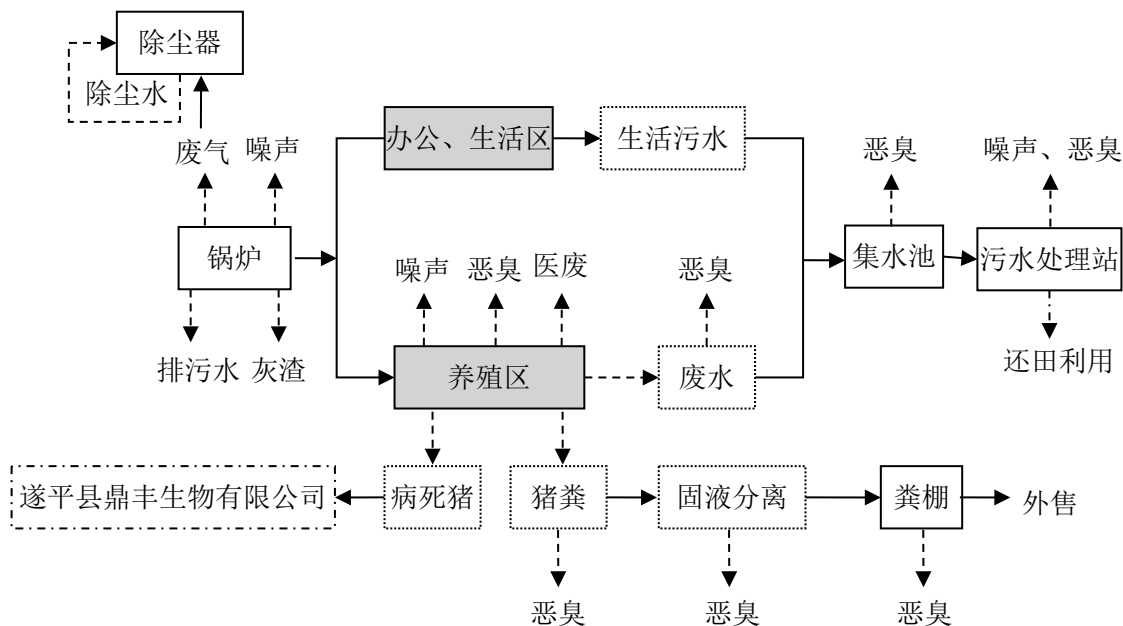 除尘器
除尘水
废气
噪声
办公、生活区
生活污水
恶臭
噪声、恶臭
锅炉
集水池
污水处理站
噪声
恶臭
医废
恶臭
排污水
灰渣
养殖区
废水
还田利用
遂平县鼎丰生物有限公司
病死猪
猪粪
固液分离
粪棚
外售
恶臭
恶臭
恶臭